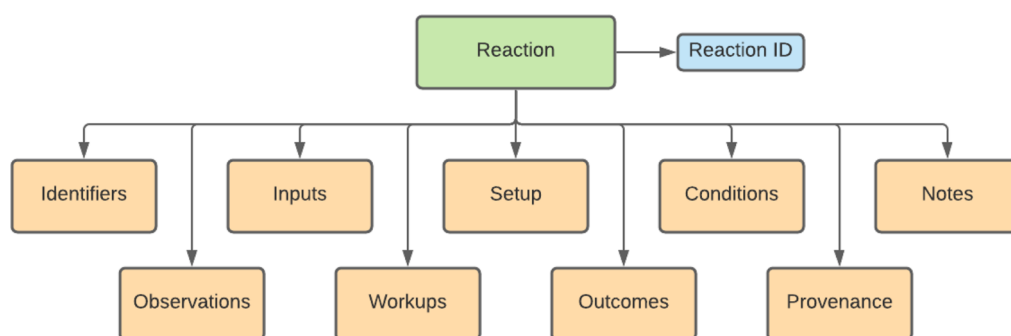 Reaction
Reaction ID
Identifiers
Inputs
Setup
Conditions
Notes
Observations
Workups
Outcomes
Provenance